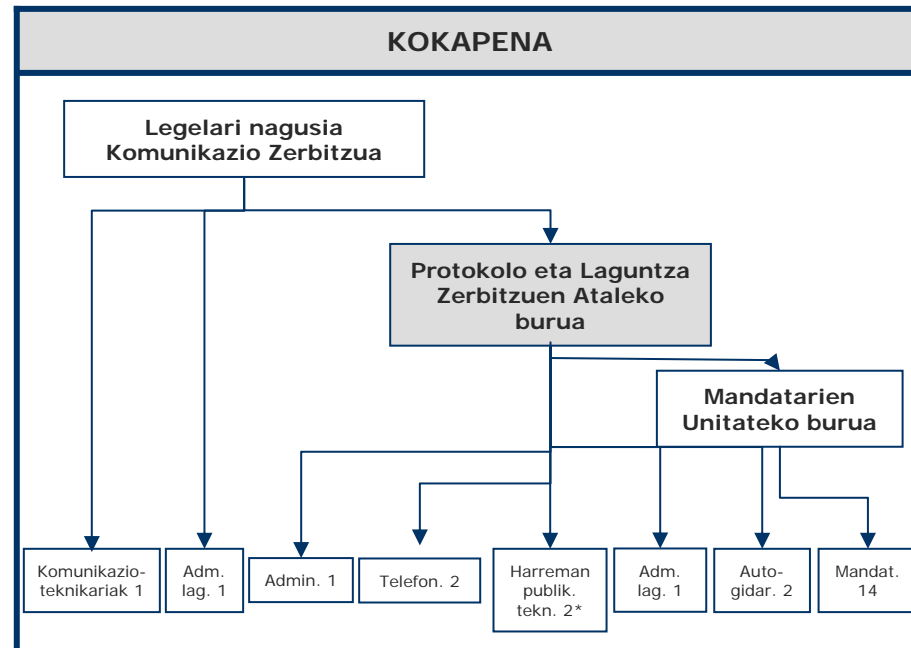 KOKAPENA
Legelari nagusia
Komunikazio Zerbitzua
Protokolo eta Laguntza
Zerbitzuen Ataleko
burua
Mandatarien
Unitateko burua
Komunikazio-
teknikariak 1
Adm.
lag. 1
Admin. 1
Telefon. 2
Harreman
publik.
tekn. 2*
Adm.
lag. 1
Auto-
gidar. 2
Mandat.
14